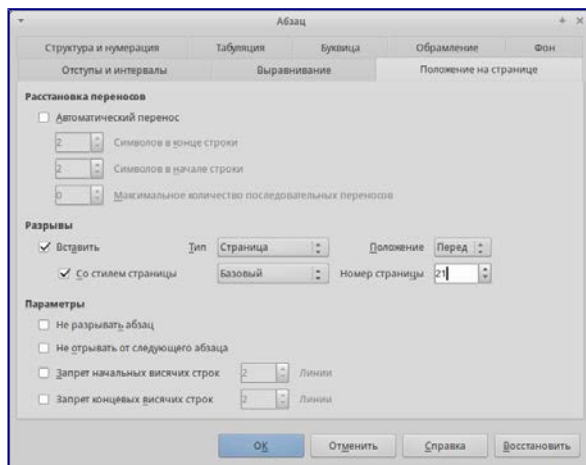 Абзац
Структура и нумерация Табуляция Буквица Обрамление Фон
Отступы и интервалы Выравнивание Положение на странице
Расстановка переносов
Автоматический перенос
2 Символов в конце строки
2 Символов в начале строки
0 Максимальное количество последовательных переносов
Разрывы
Вставить Тип Страница Положение Перед
Со стилем страницы Базовый Номер страницы 21
Параметры
Не разрывать абзац
Не отрывать от следующего абзаца
Запрет начальных висячих строк 2 Линии
Запрет концевых висячих строк 2 Линии
ОК Отменить Справка Восстановить